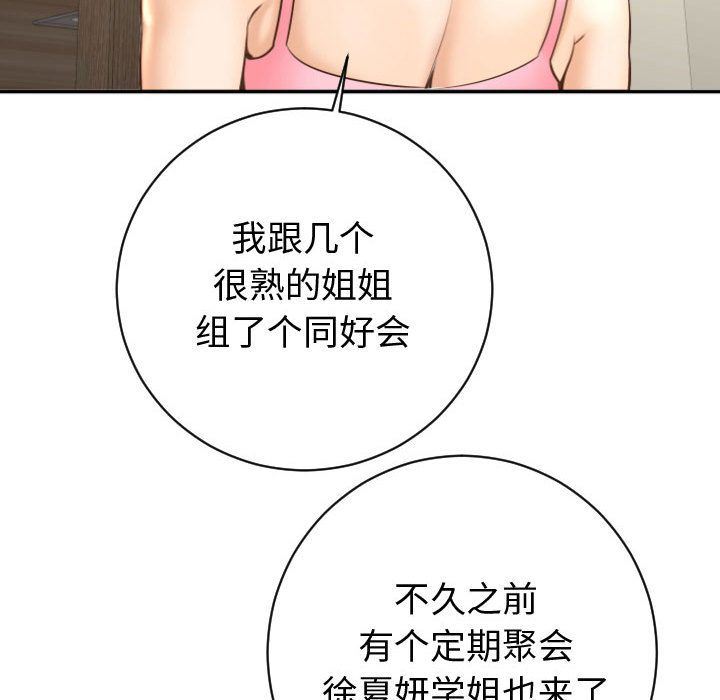 我跟几个
很熟的姐姐
组了个同好会
不久之前
有个定期聚会
徐夏妍学姐也来了